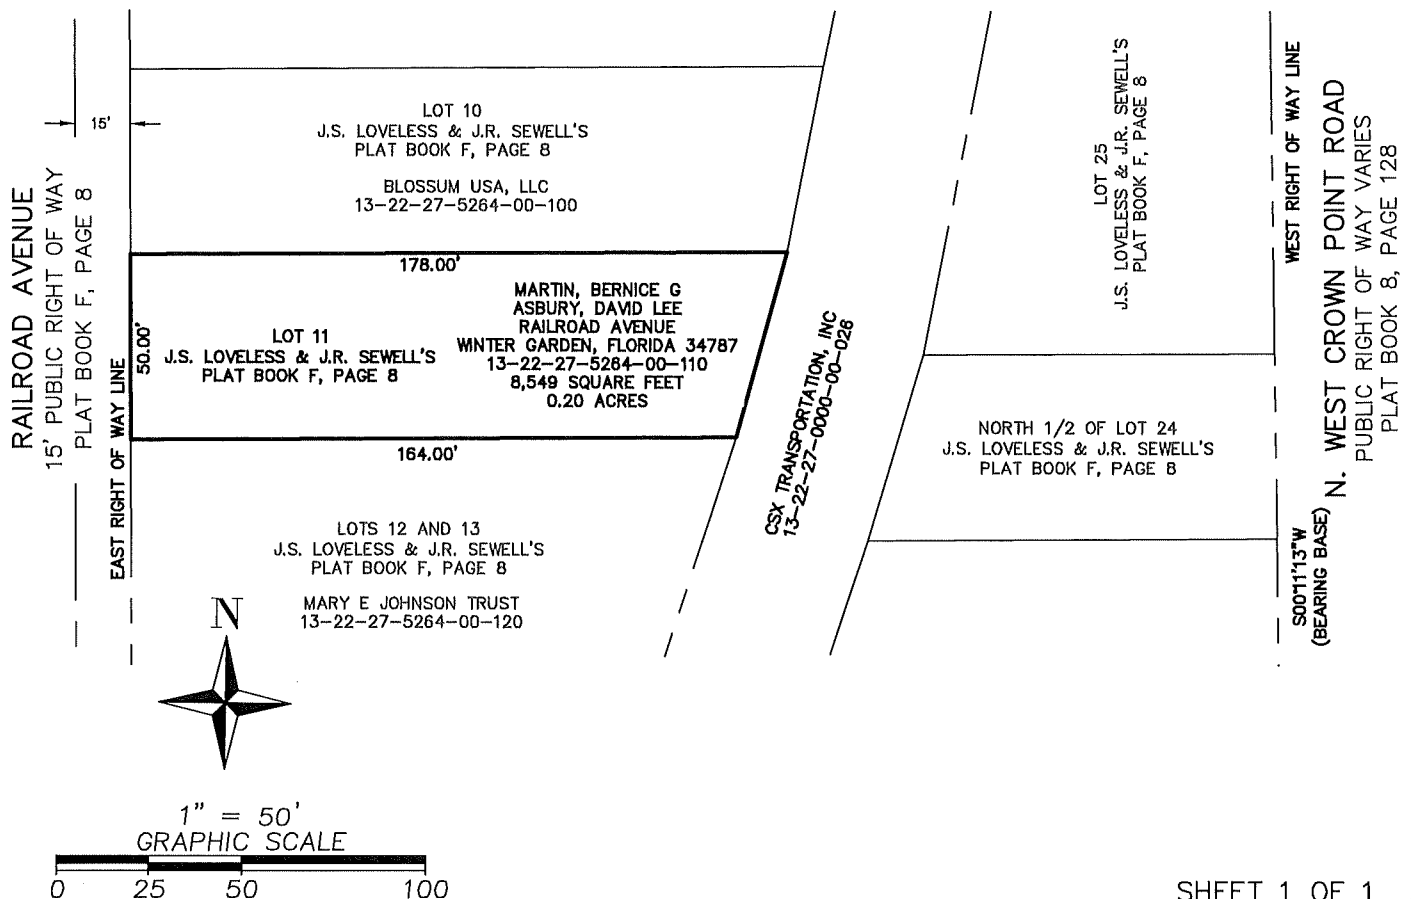 RAILROAD AVENUE
15' PUBLIC RIGHT OF WAY
PLAT BOOK F, PAGE 8
15'
EAST RIGHT OF WAY LINE
LOT 10
J.S. LOVELESS & J.R. SEWELL'S
PLAT BOOK F, PAGE 8
BLOSSUM USA, LLC
13-22-27-5264-00-100
178.00'
50.00'
LOT 11
J.S. LOVELESS & J.R. SEWELL'S
PLAT BOOK F, PAGE 8
MARTIN, BERNICE G
ASBURY, DAVID LEE
RAILROAD AVENUE
WINTER GARDEN, FLORIDA 34787
13-22-27-5264-00-110
8,549 SQUARE FEET
0.20 ACRES
164.00'
LOTS 12 AND 13
J.S. LOVELESS & J.R. SEWELL'S
PLAT BOOK F, PAGE 8
MARY E JOHNSON TRUST
13-22-27-5264-00-120
CSX TRANSPORTATION, INC
13-22-27-0000-00-026
LOT 25
J.S. LOVELESS & J.R. SEWELL'S
PLAT BOOK F, PAGE 8
NORTH 1/2 OF LOT 24
J.S. LOVELESS & J.R. SEWELL'S
PLAT BOOK F, PAGE 8
WEST RIGHT OF WAY LINE
S00°11'13"W
(BEARING BASE)
N. WEST CROWN POINT ROAD
PUBLIC RIGHT OF WAY VARIES
PLAT BOOK 8, PAGE 128
N
1" = 50'
GRAPHIC SCALE
0 25 50 100
SHEET 1 OF 1